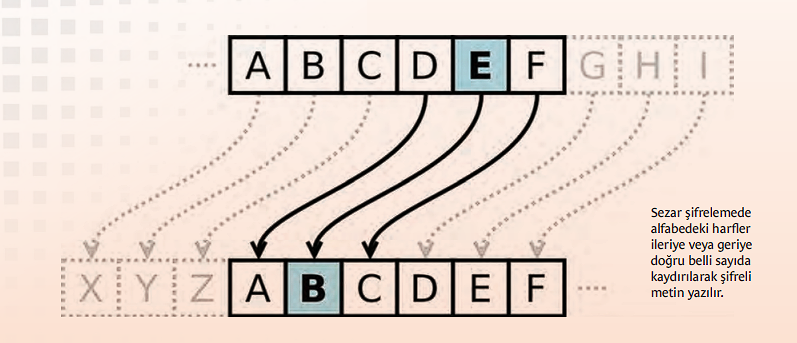 ..... A B C D E F G H I
Sezar şifrelemede
alfabedeki harfler
ileriye veya geriye
doğru belli sayıda
kaydırılarak şifreli
metin yazılır.
X Y Z A B C D E F .....